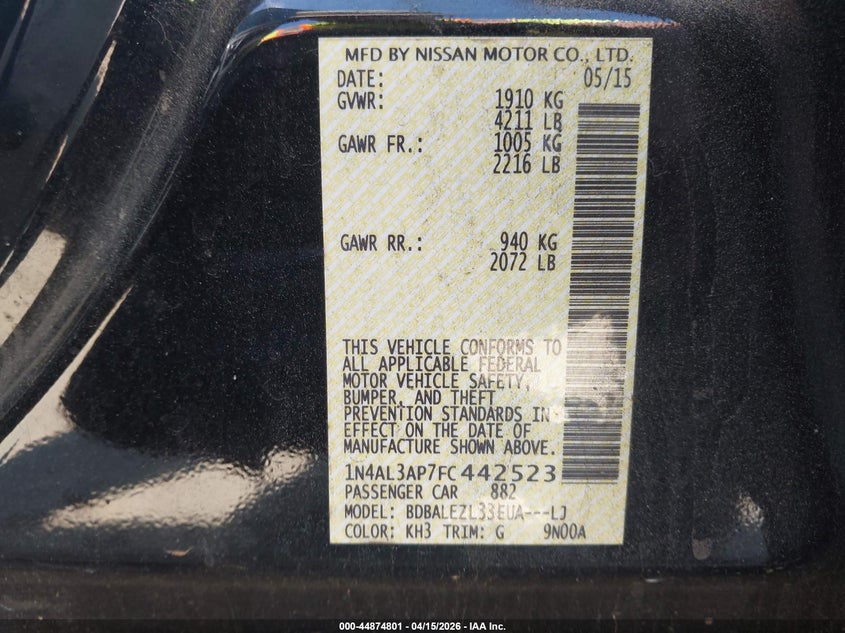 MFD BY NISSAN MOTOR CO., LTD.
DATE: 05/15
GVWR: 1910 KG
4211 LB
GAWR FR.: 1005 KG
2216 LB
GAWR RR.: 940 KG
2072 LB
THIS VEHICLE CONFORMS TO
ALL APPLICABLE FEDERAL
MOTOR VEHICLE SAFETY,
BUMPER, AND THEFT
PREVENTION STANDARDS IN
EFFECT ON THE DATE OF
MANUFACTURE SHOWN ABOVE.
1N4AL3AP7FC442523
PASSENGER CAR 882
MODEL: BDBALEZL33EUA---LJ
COLOR: KH3 TRIM: G 9N00A
000-44874801 - 04/15/2026 - IAA Inc.